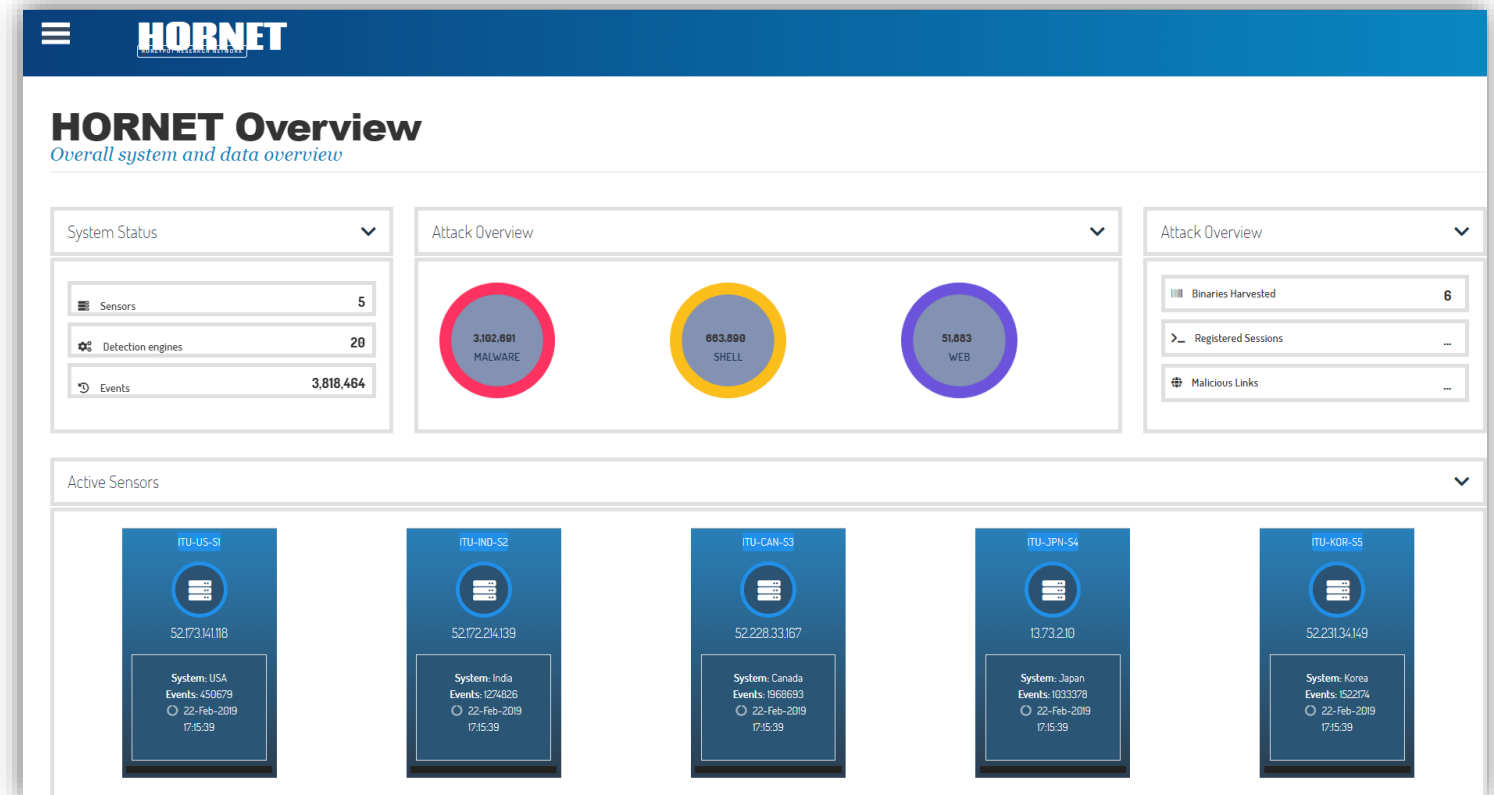 HORNET
HONEYPOT RESEARCH NETWORK
HORNET Overview
Overall system and data overview
System Status
Sensors 5
Detection engines 20
Events 3,818,464
Attack Overview
3,102,691
MALWARE
663,890
SHELL
51,883
WEB
Attack Overview
Binaries Harvested 6
Registered Sessions ...
Malicious Links ...
Active Sensors
ITU-US-S1
52.173.141.118
System: USA
Events: 450679
22-Feb-2019
17:15:39
ITU-IND-S2
52.172.214.139
System: India
Events: 1274826
22-Feb-2019
17:15:39
ITU-CAN-S3
52.228.33.167
System: Canada
Events: 1968693
22-Feb-2019
17:15:39
ITU-JPN-S4
13.73.2.10
System: Japan
Events: 1033378
22-Feb-2019
17:15:39
ITU-KOR-S5
52.231.34.149
System: Korea
Events: 1522174
22-Feb-2019
17:15:39